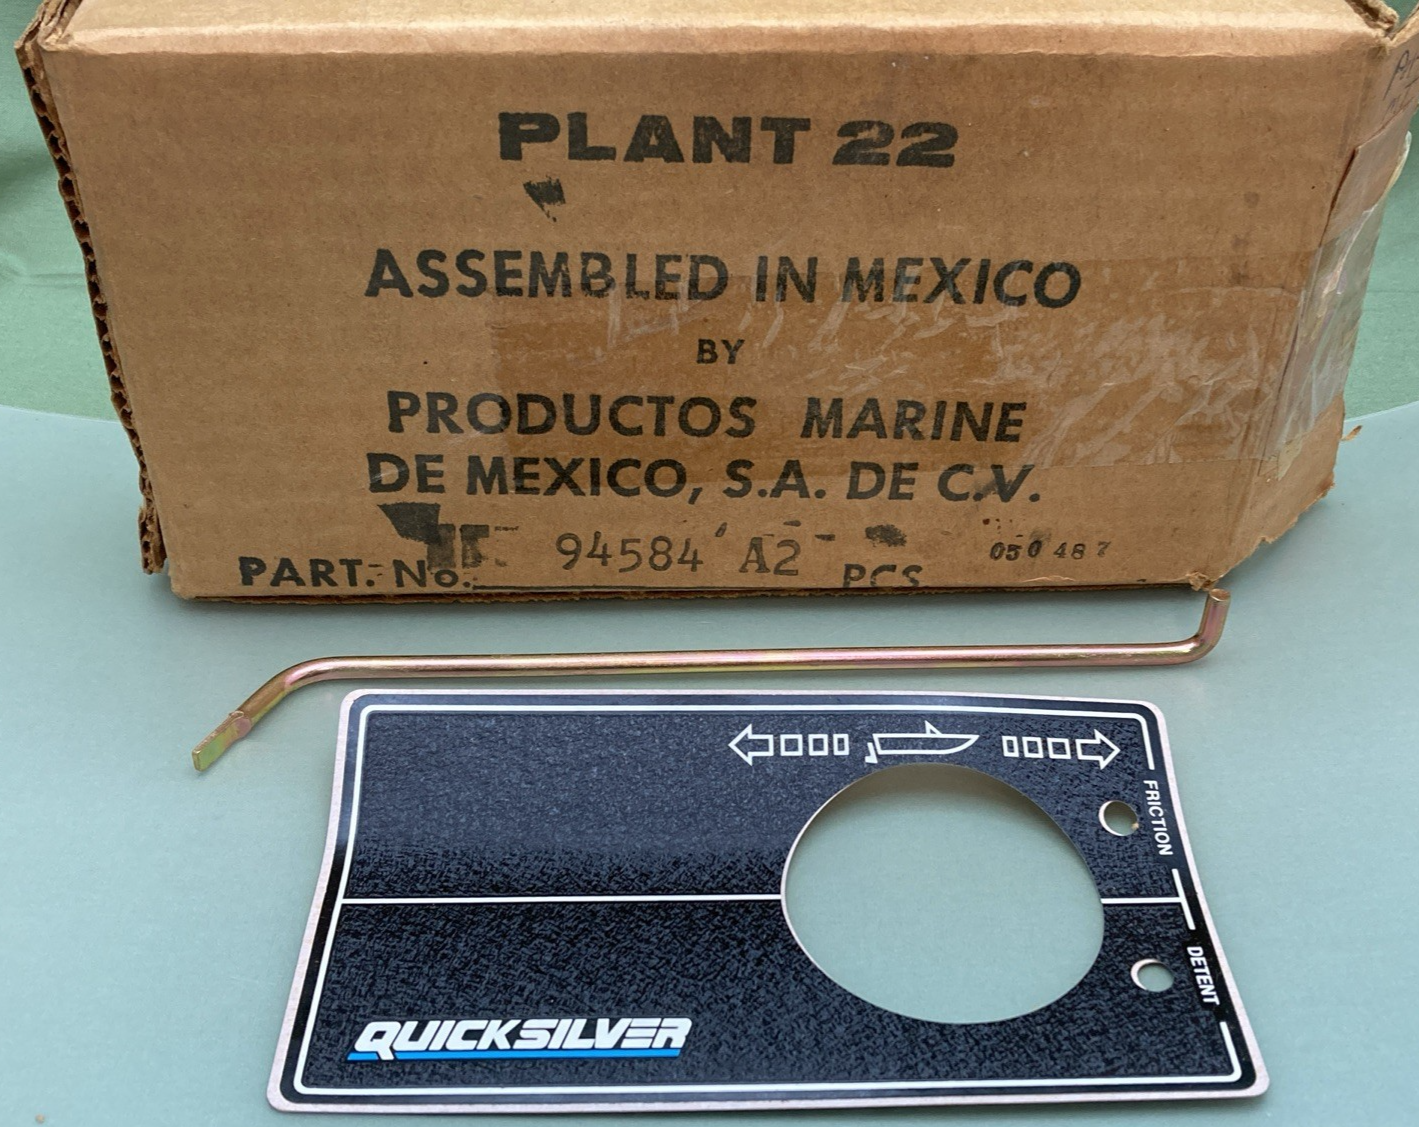 PLANT 22
ASSEMBLED IN MEXICO
BY
PRODUCTOS MARINE
DE MEXICO, S.A. DE C.V.
94584 A2
050487
PART. No. PCS
FRICTION
DETENT
QUICKSILVER